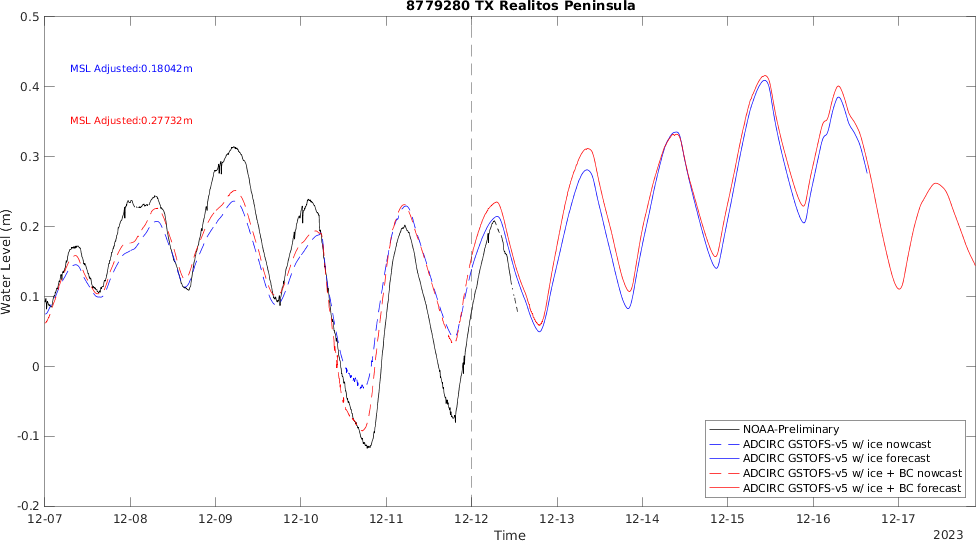 8779280 TX Realitos Peninsula
0.5
MSL Adjusted:0.18042m
0.4
MSL Adjusted:0.27732m
0.3
0.2
Water Level (m)
0.1
0
-0.1
NOAA-Preliminary
ADCIRC GSTOFS-v5 w/ ice nowcast
ADCIRC GSTOFS-v5 w/ ice forecast
ADCIRC GSTOFS-v5 w/ ice + BC nowcast
ADCIRC GSTOFS-v5 w/ ice + BC forecast
-0.2
12-07 12-08 12-09 12-10 12-11 12-12 12-13 12-14 12-15 12-16 12-17
Time
2023